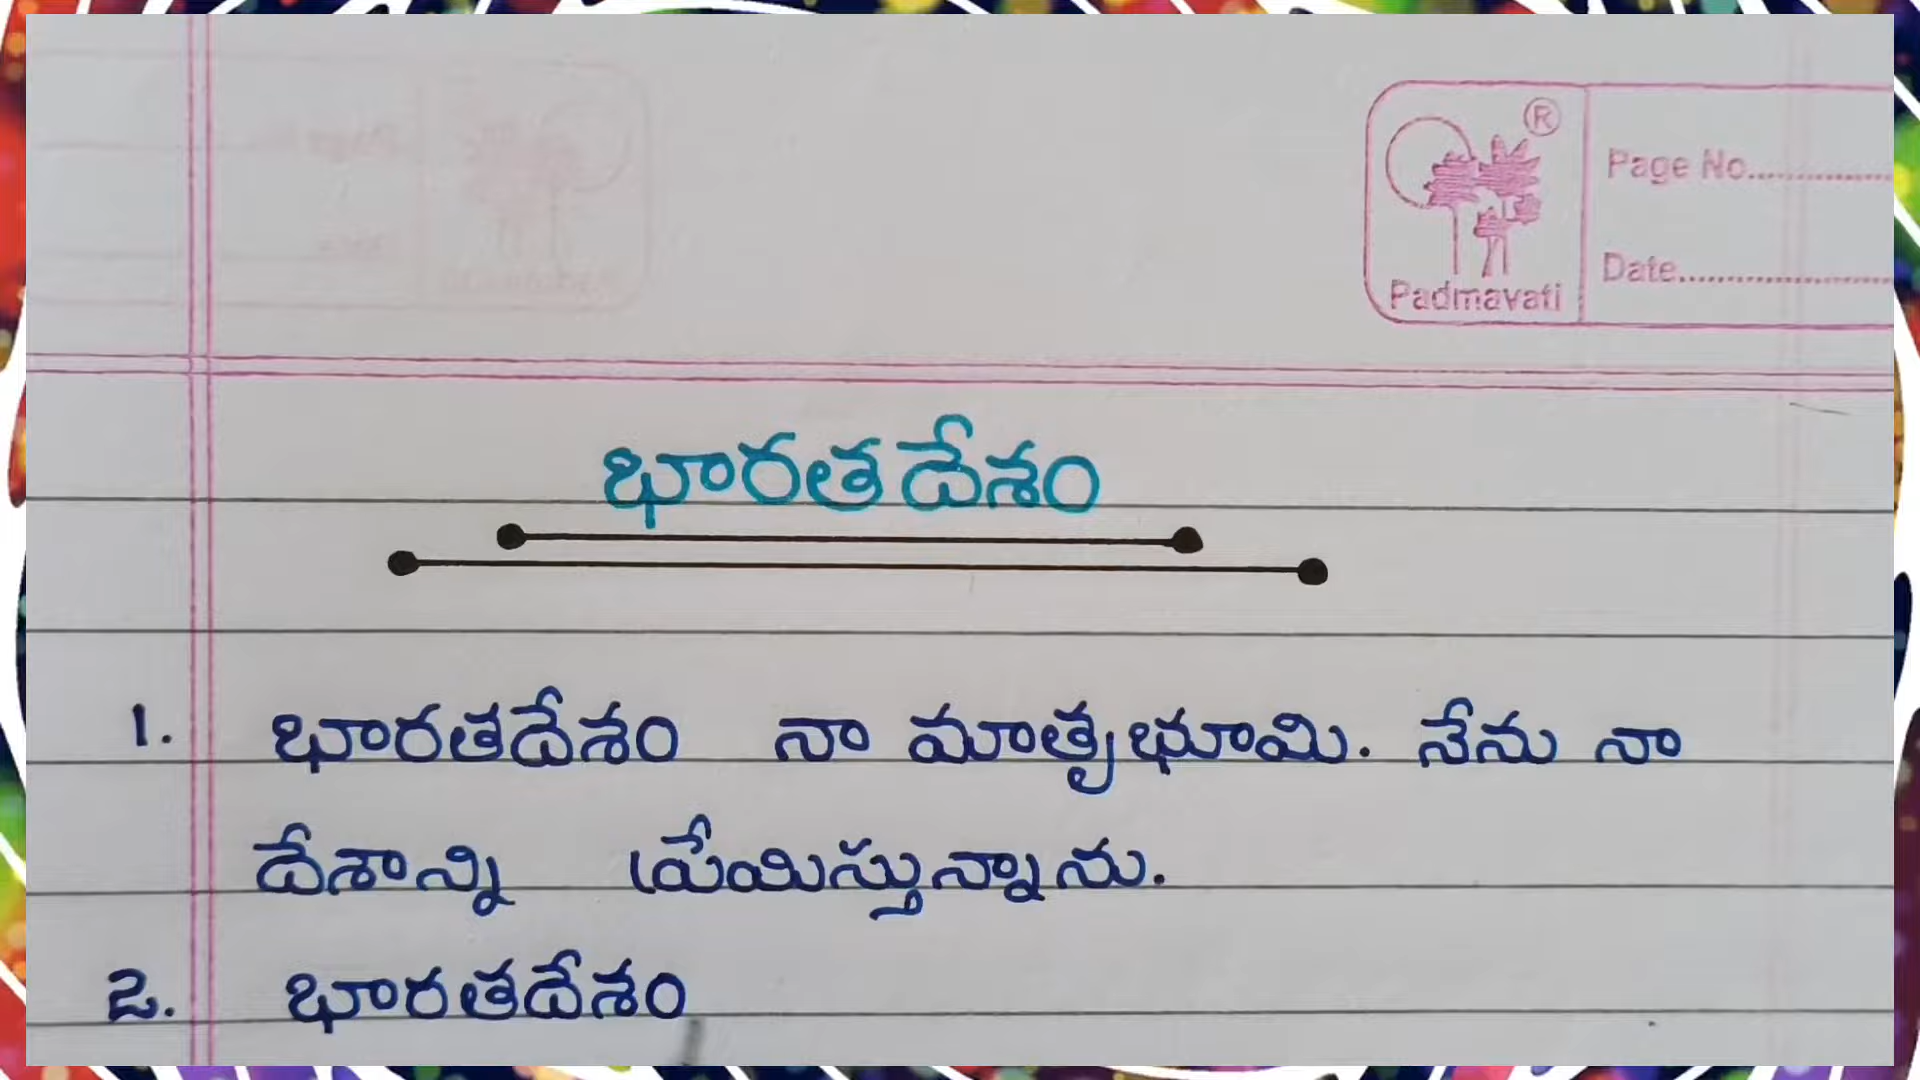 R
Page No.
Date
Padmavati
భారతదేశం
1. భారతదేశం నా మాతృభూమి. నేను నా
దేశాన్ని ప్రేయిస్తున్నాను.
2. భారతదేశం